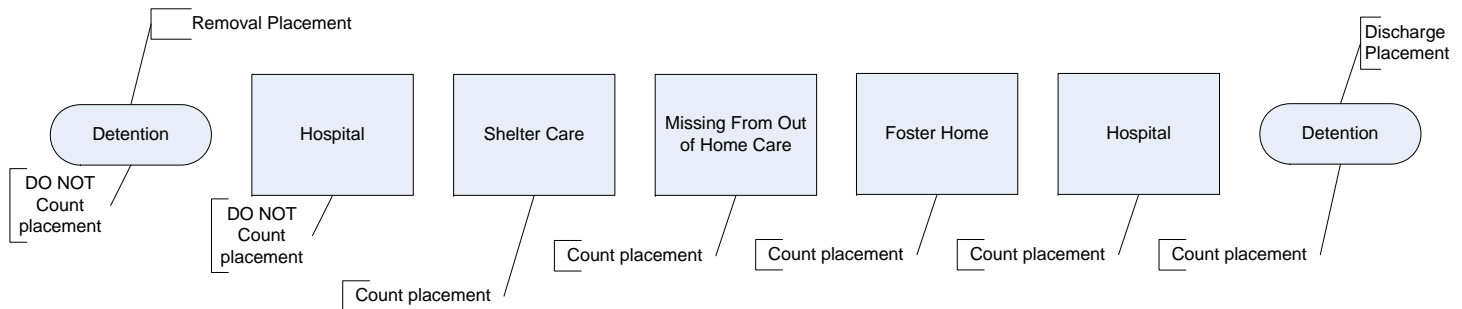 Removal Placement
Discharge
Placement
Detention
Hospital
Shelter Care
Missing From Out
of Home Care
Foster Home
Hospital
Detention
DO NOT
Count
placement
DO NOT
Count
placement
Count placement
Count placement
Count placement
Count placement
Count placement